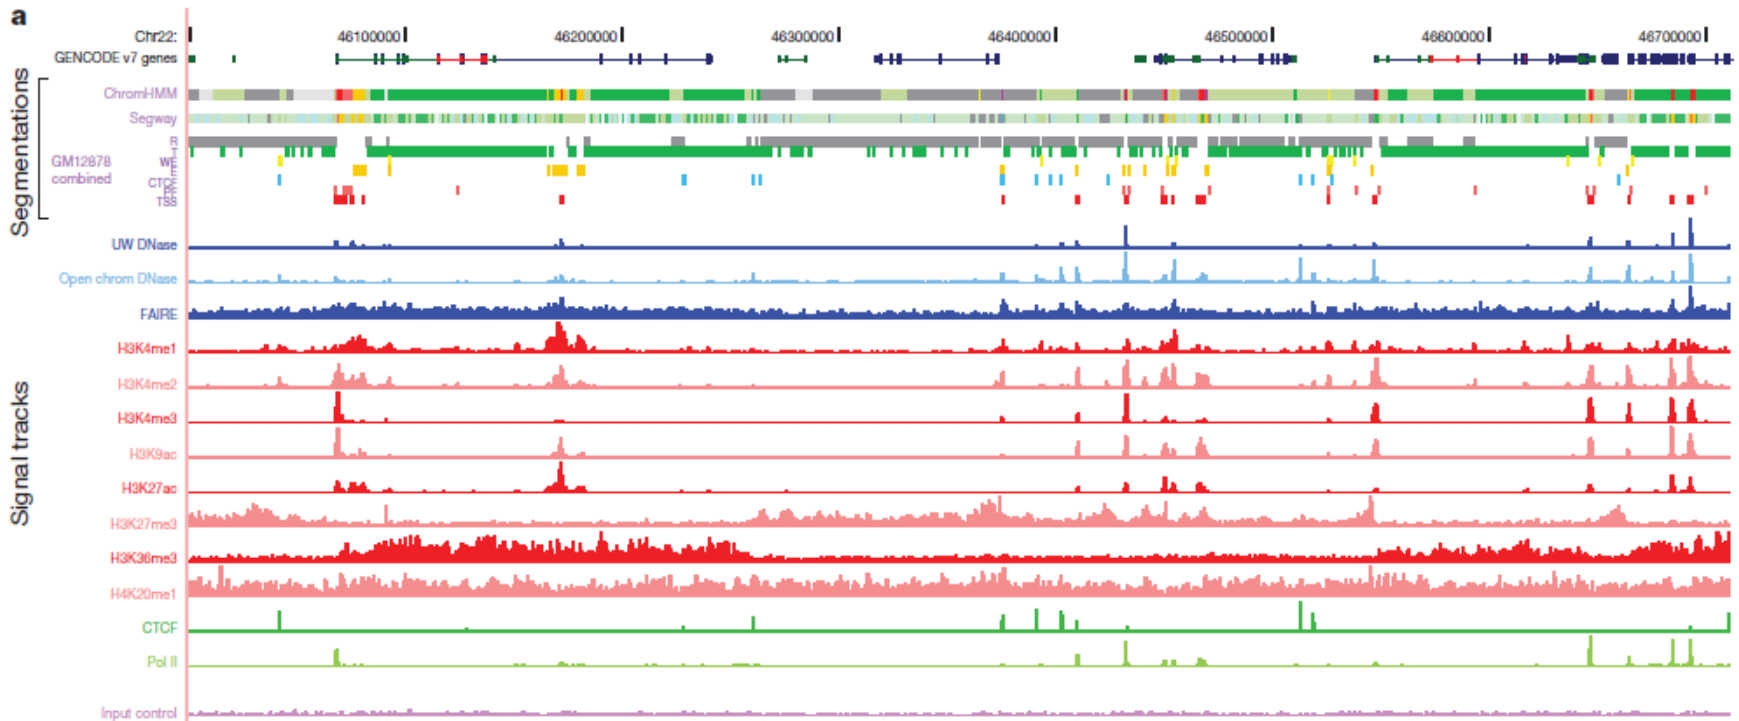 a
Chr22: 46100000 46200000 46300000 46400000 46500000 46600000 46700000
GENCODE v7 genes
Segmentations
ChromHMM
Segway
GM12878
combined
R
T
WE
E
CTCF
PF
TSS
Signal tracks
UW DNase
Open chrom DNase
FAIRE
H3K4me1
H3K4me2
H3K4me3
H3K9ac
H3K27ac
H3K27me3
H3K36me3
H4K20me1
CTCF
Pol II
Input control